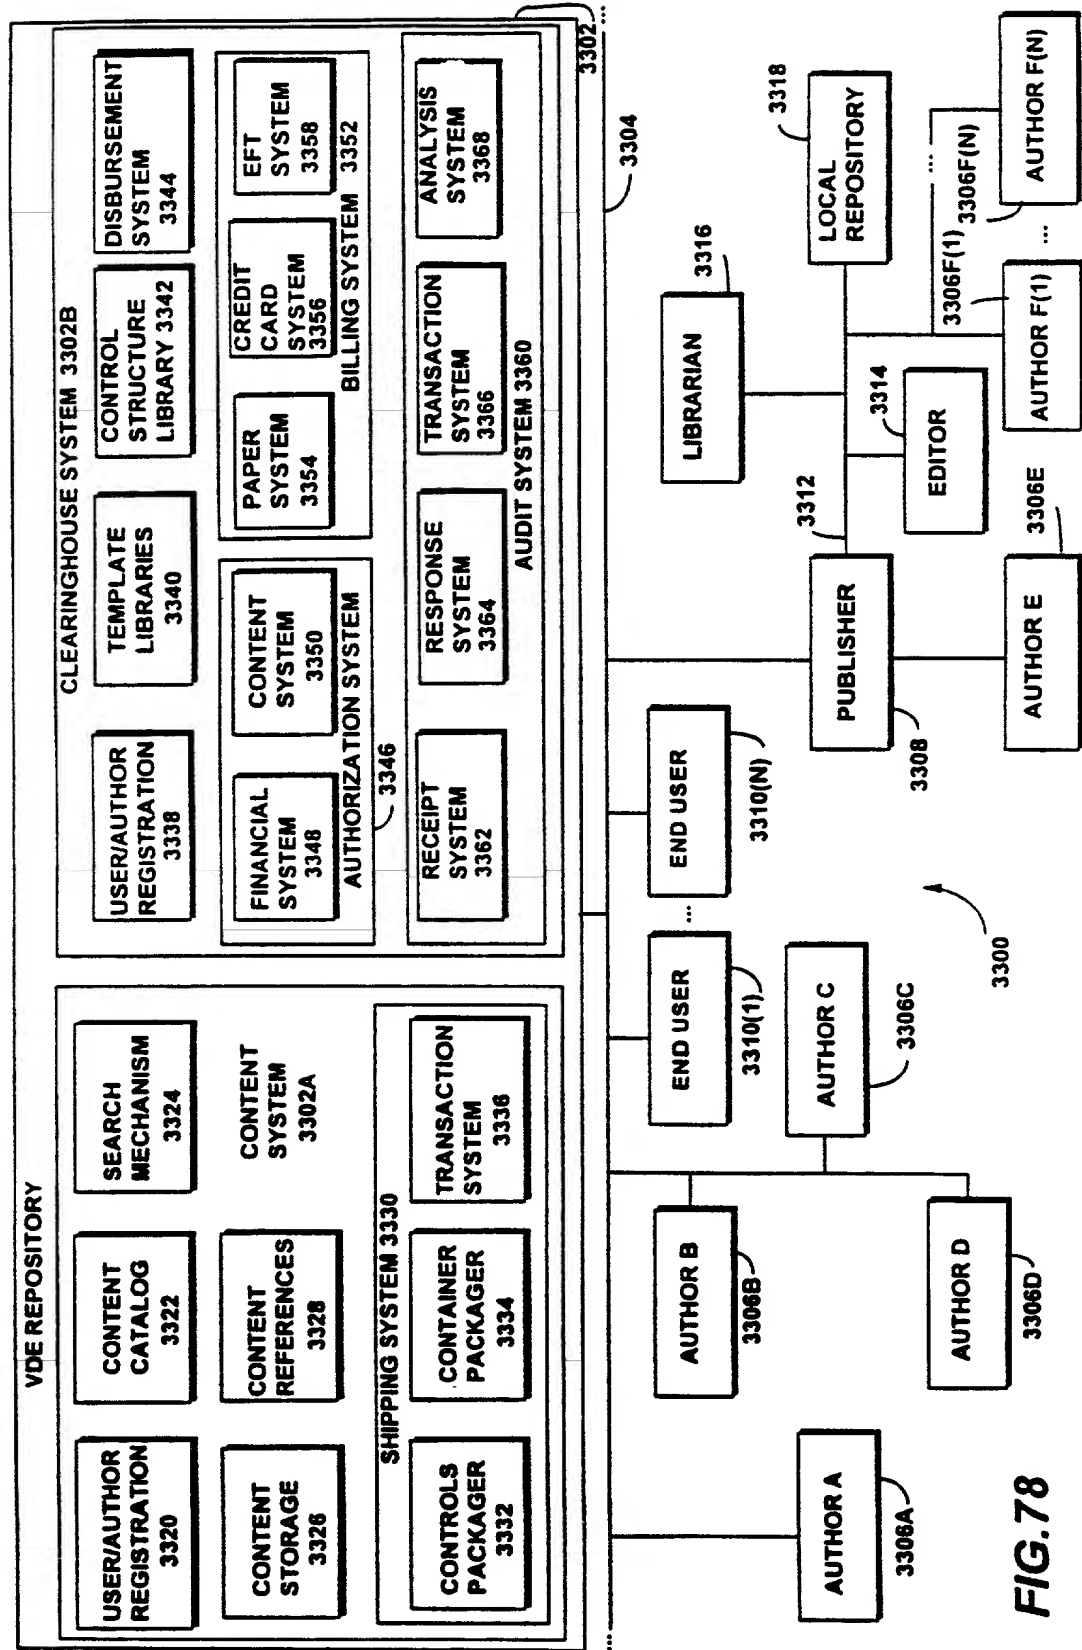 VDE REPOSITORY
USER/AUTHOR
REGISTRATION
3320
CONTENT
CATALOG
3322
SEARCH
MECHANISM
3324
CONTENT
STORAGE
3326
CONTENT
REFERENCES
3328
CONTENT
SYSTEM
3302A
SHIPPING SYSTEM 3330
CONTROLS
PACKAGER
3332
CONTAINER
PACKAGER
3334
TRANSACTION
SYSTEM
3336
CLEARINGHOUSE SYSTEM 3302B
USER/AUTHOR
REGISTRATION
3338
TEMPLATE
LIBRARIES
3340
CONTROL
STRUCTURE
LIBRARY 3342
DISBURSEMENT
SYSTEM
3344
FINANCIAL
SYSTEM
3348
CONTENT
SYSTEM
3350
AUTHORIZATION SYSTEM
3346
PAPER
SYSTEM
3354
CREDIT
CARD
SYSTEM
3356
EFT
SYSTEM
3358
BILLING SYSTEM 3352
RECEIPT
SYSTEM
3362
RESPONSE
SYSTEM
3364
TRANSACTION
SYSTEM
3366
ANALYSIS
SYSTEM
3368
AUDIT SYSTEM 3360
3302
...
...
3304
AUTHOR A
3306A
AUTHOR B
3306B
AUTHOR C
3306C
AUTHOR D
3306D
END USER
3310(1)
...
END USER
3310(N)
PUBLISHER
3308
3312
AUTHOR E
3306E
LIBRARIAN
3316
EDITOR
3314
LOCAL
REPOSITORY
3318
...
3306F(1)
3306F(N)
AUTHOR F(1)
...
AUTHOR F(N)
3300
FIG.78